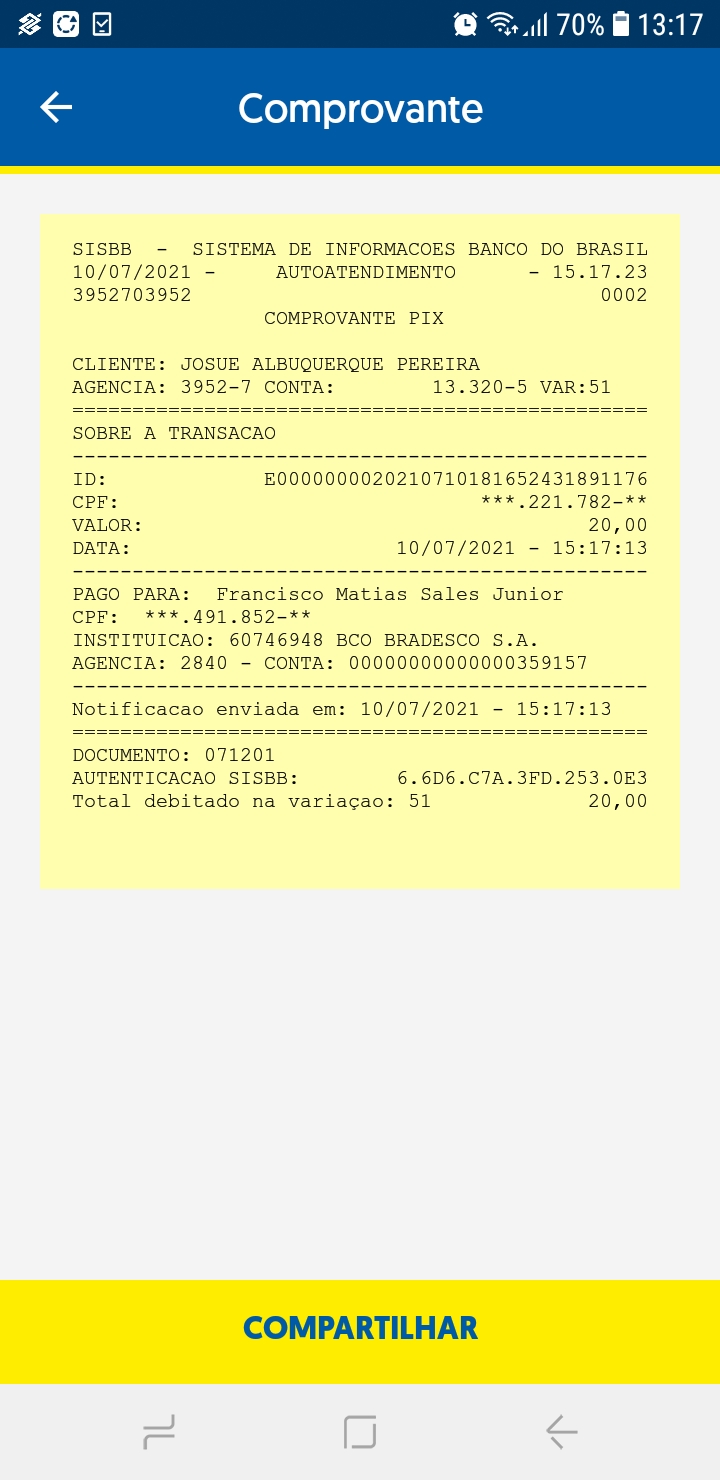 70% 13:17
Comprovante
SISBB - SISTEMA DE INFORMACOES BANCO DO BRASIL
10/07/2021 - AUTOATENDIMENTO - 15.17.23
3952703952 0002
COMPROVANTE PIX
CLIENTE: JOSUE ALBUQUERQUE PEREIRA
AGENCIA: 3952-7 CONTA: 13.320-5 VAR:51
================================================
SOBRE A TRANSACAO
------------------------------------------------
ID: E00000000202107101816524318​91176
CPF: ***.221.782-**
VALOR: 20,00
DATA: 10/07/2021 - 15:17:13
------------------------------------------------
PAGO PARA: Francisco Matias Sales Junior
CPF: ***.491.852-**
INSTITUICAO: 60746948 BCO BRADESCO S.A.
AGENCIA: 2840 - CONTA: 00000000000000359157
------------------------------------------------
Notificacao enviada em: 10/07/2021 - 15:17:13
================================================
DOCUMENTO: 071201
AUTENTICACAO SISBB: 6.6D6.C7A.3FD.253.0E3
Total debitado na variaçao: 51 20,00
COMPARTILHAR